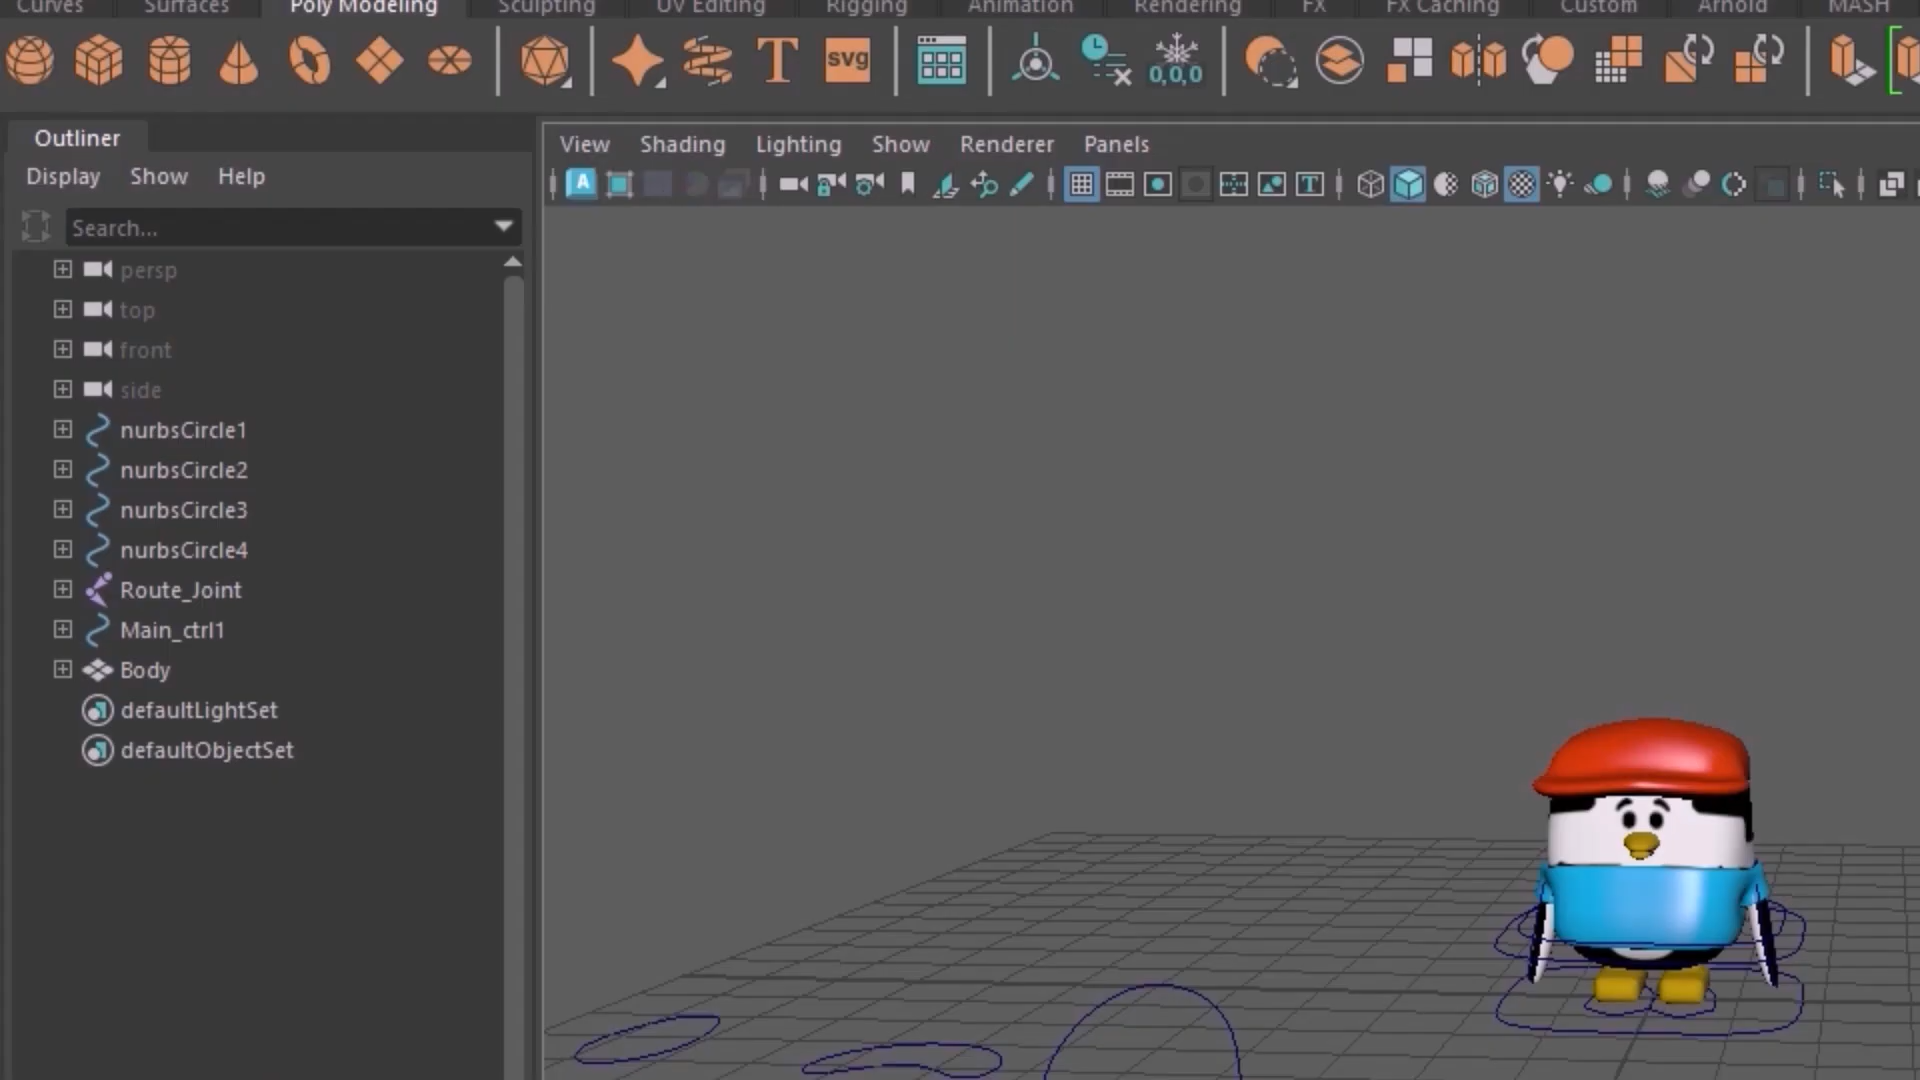 Curves Surfaces Poly Modeling Sculpting UV Editing Rigging Animation Rendering FX FX Caching Custom Arnold MASH
T svg 0,0,0
Outliner
View Shading Lighting Show Renderer Panels
Display Show Help
A T
Search...
persp
top
front
side
nurbsCircle1
nurbsCircle2
nurbsCircle3
nurbsCircle4
Route_Joint
Main_ctrl1
Body
defaultLightSet
defaultObjectSet